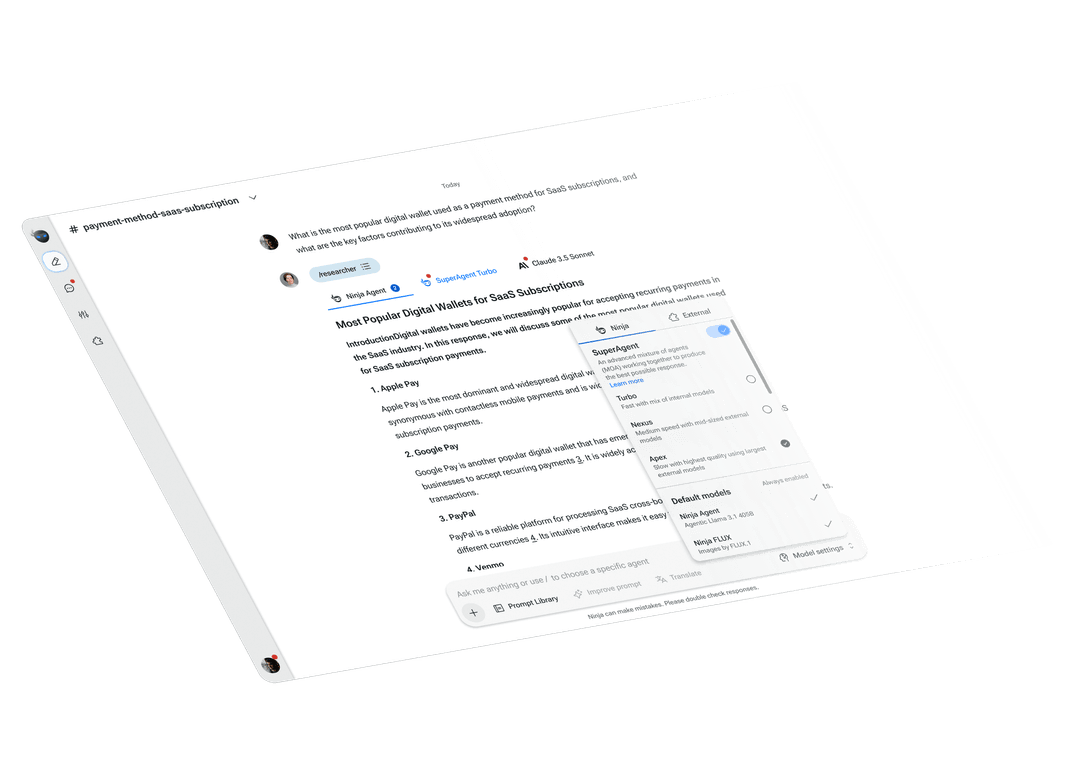 # payment-method-saas-subscription
Today
What is the most popular digital wallet used as a payment method for SaaS subscriptions, and
what are the key factors contributing to its widespread adoption?
/researcher
Ninja Agent 2
SuperAgent Turbo
Claude 3.5 Sonnet
Most Popular Digital Wallets for SaaS Subscriptions
IntroductionDigital wallets have become increasingly popular for accepting recurring payments in
the SaaS industry. In this response, we will discuss some of the most popular digital wallets used
for SaaS subscription payments.
1. Apple Pay
Apple Pay is the most dominant and widespread digital
synonymous with contactless mobile payments and is
subscription payments.
2. Google Pay
Google Pay is another popular digital wallet that has
businesses to accept recurring payments 3. It is widely
transactions.
3. PayPal
PayPal is a reliable platform for processing SaaS
different currencies 4. Its intuitive interface makes it easy
4. Venmo
Ninja
External
SuperAgent
An advanced mixture of agents
(MOA) working together to produce
the best possible response.
Learn more
Turbo
Fast with mix of internal models
Nexus
Medium speed with mid-sized external
models
Apex
Slow with highest quality using largest
external models
Default models
Always enabled
Ninja Agent
Agentic Llama 3.1 405B
Ninja FLUX
Images by FLUX.1
Ask me anything or use / to choose a specific agent
Prompt Library
Improve prompt
Translate
Model settings
Ninja can make mistakes. Please double check responses.